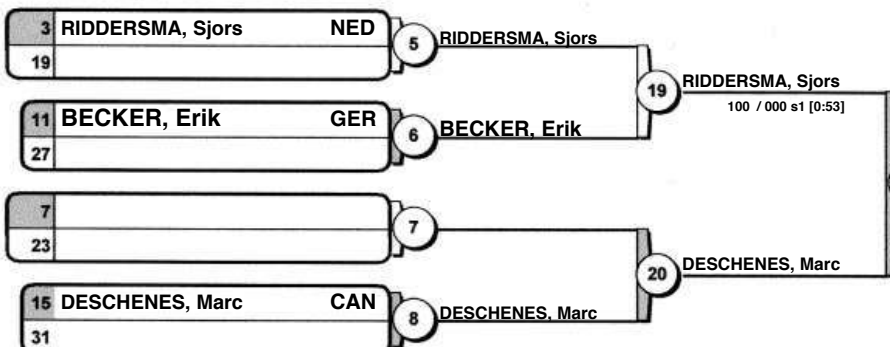 3 RIDDERSMA, Sjors NED
19
5
RIDDERSMA, Sjors
11 BECKER, Erik GER
27
6
BECKER, Erik
19
RIDDERSMA, Sjors
100 / 000 s1 [0:53]
7
23
7
15 DESCHENES, Marc CAN
31
8
DESCHENES, Marc
20
DESCHENES, Marc